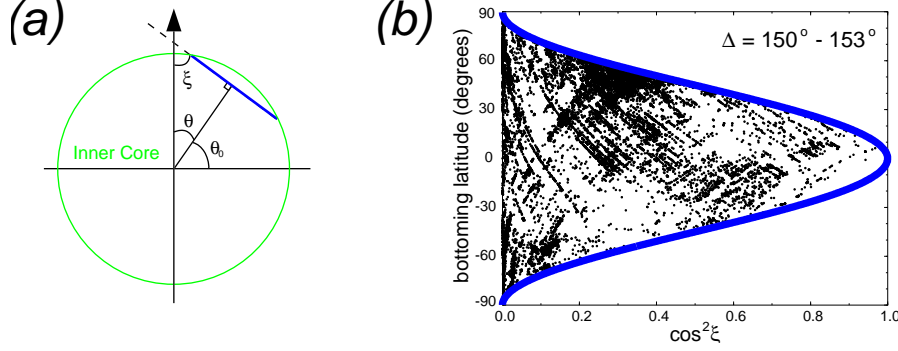 (a)
ξ
θ
θ₀
Inner Core
(b)
bottoming latitude (degrees)
90
60
30
0
-30
-60
-90
Δ = 150° - 153°
0.0 0.2 0.4 0.6 0.8 1.0
cos²ξ